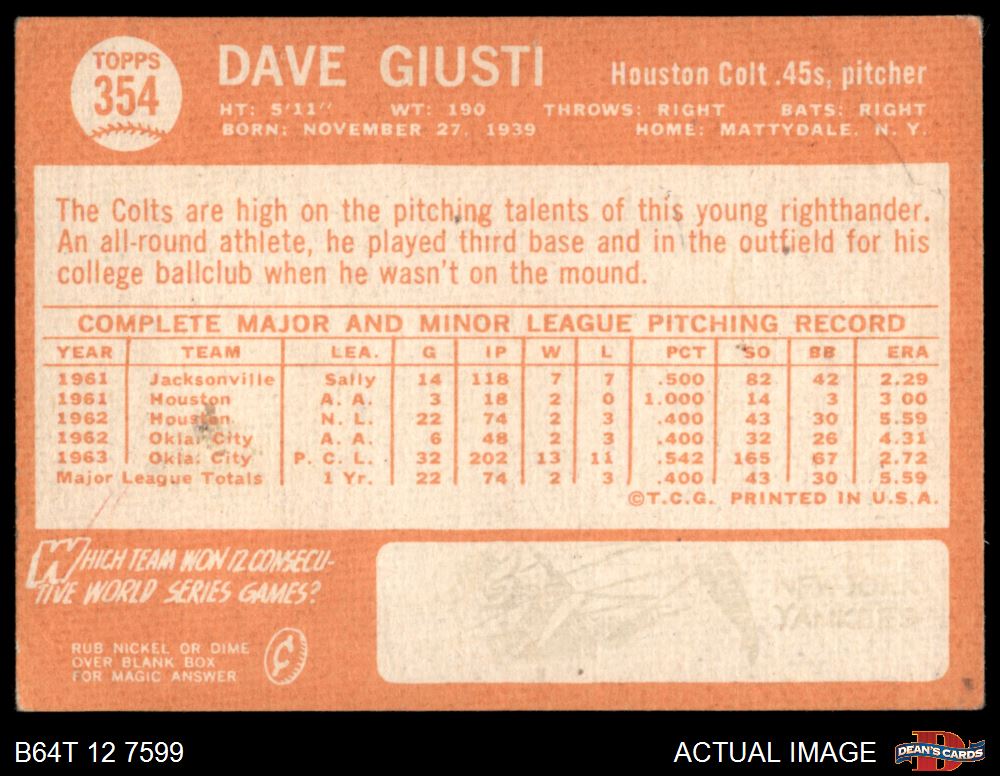 TOPPS
354
DAVE GIUSTI
Houston Colt .45s, pitcher
HT: 5'11" WT: 190 THROWS: RIGHT BATS: RIGHT
BORN: NOVEMBER 27, 1939 HOME: MATTYDALE, N. Y.
The Colts are high on the pitching talents of this young righthander.
An all-round athlete, he played third base and in the outfield for his
college ballclub when he wasn't on the mound.
COMPLETE MAJOR AND MINOR LEAGUE PITCHING RECORD
YEAR TEAM LEA. G IP W L PCT SO BB ERA
1961 Jacksonville Sally 14 118 7 7 .500 82 42 2.29
1961 Houston A. A. 3 18 2 0 1.000 14 3 3 00
1962 Houston N. L. 22 74 2 3 .400 43 30 5.59
1962 Okla. City A. A. 6 48 2 3 .400 32 26 4.31
1963 Okla. City P. C. L. 32 202 13 11 .542 165 67 2.72
Major League Totals 1 Yr. 22 74 2 3 .400 43 30 5.59
©T.C.G. PRINTED IN U.S.A.
WHICH TEAM WON 12 CONSECU-
TIVE WORLD SERIES GAMES?
RUB NICKEL OR DIME
OVER BLANK BOX
FOR MAGIC ANSWER
¢
NEW YORK
YANKEES
B64T 12 7599
ACTUAL IMAGE
D
DEAN'S CARDS